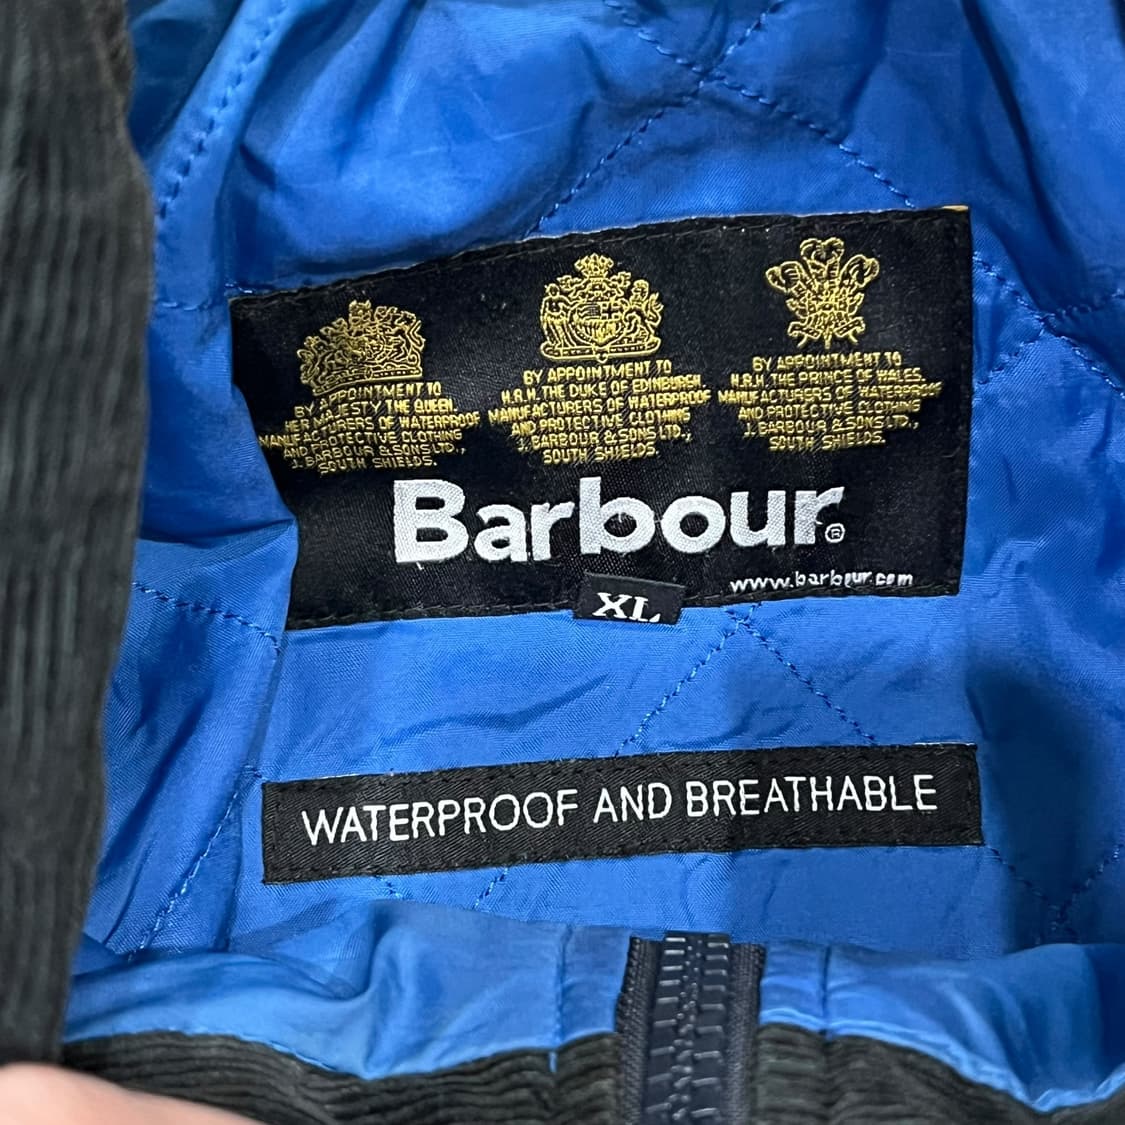 BY APPOINTMENT TO
HER MAJESTY THE QUEEN
MANUFACTURERS OF WATERPROOF
AND PROTECTIVE CLOTHING
J. BARBOUR & SONS LTD.,
SOUTH SHIELDS.
BY APPOINTMENT TO
H.R.H. THE DUKE OF EDINBURGH
MANUFACTURERS OF WATERPROOF
AND PROTECTIVE CLOTHING
J. BARBOUR & SONS LTD.,
SOUTH SHIELDS.
BY APPOINTMENT TO
H.R.H. THE PRINCE OF WALES
MANUFACTURERS OF WATERPROOF
AND PROTECTIVE CLOTHING
J. BARBOUR & SONS LTD.,
SOUTH SHIELDS.
Barbour®
www.barbour.com
XL
WATERPROOF AND BREATHABLE